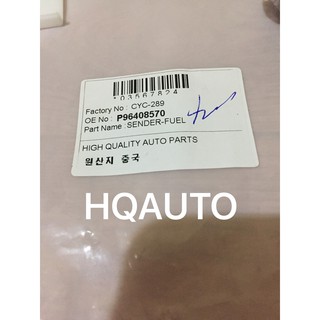 *03567824
Factory No : CYC-289
OE No : P96408570
Part Name : SENDER-FUEL
HIGH QUALITY AUTO PARTS
원산지 중국
HQAUTO